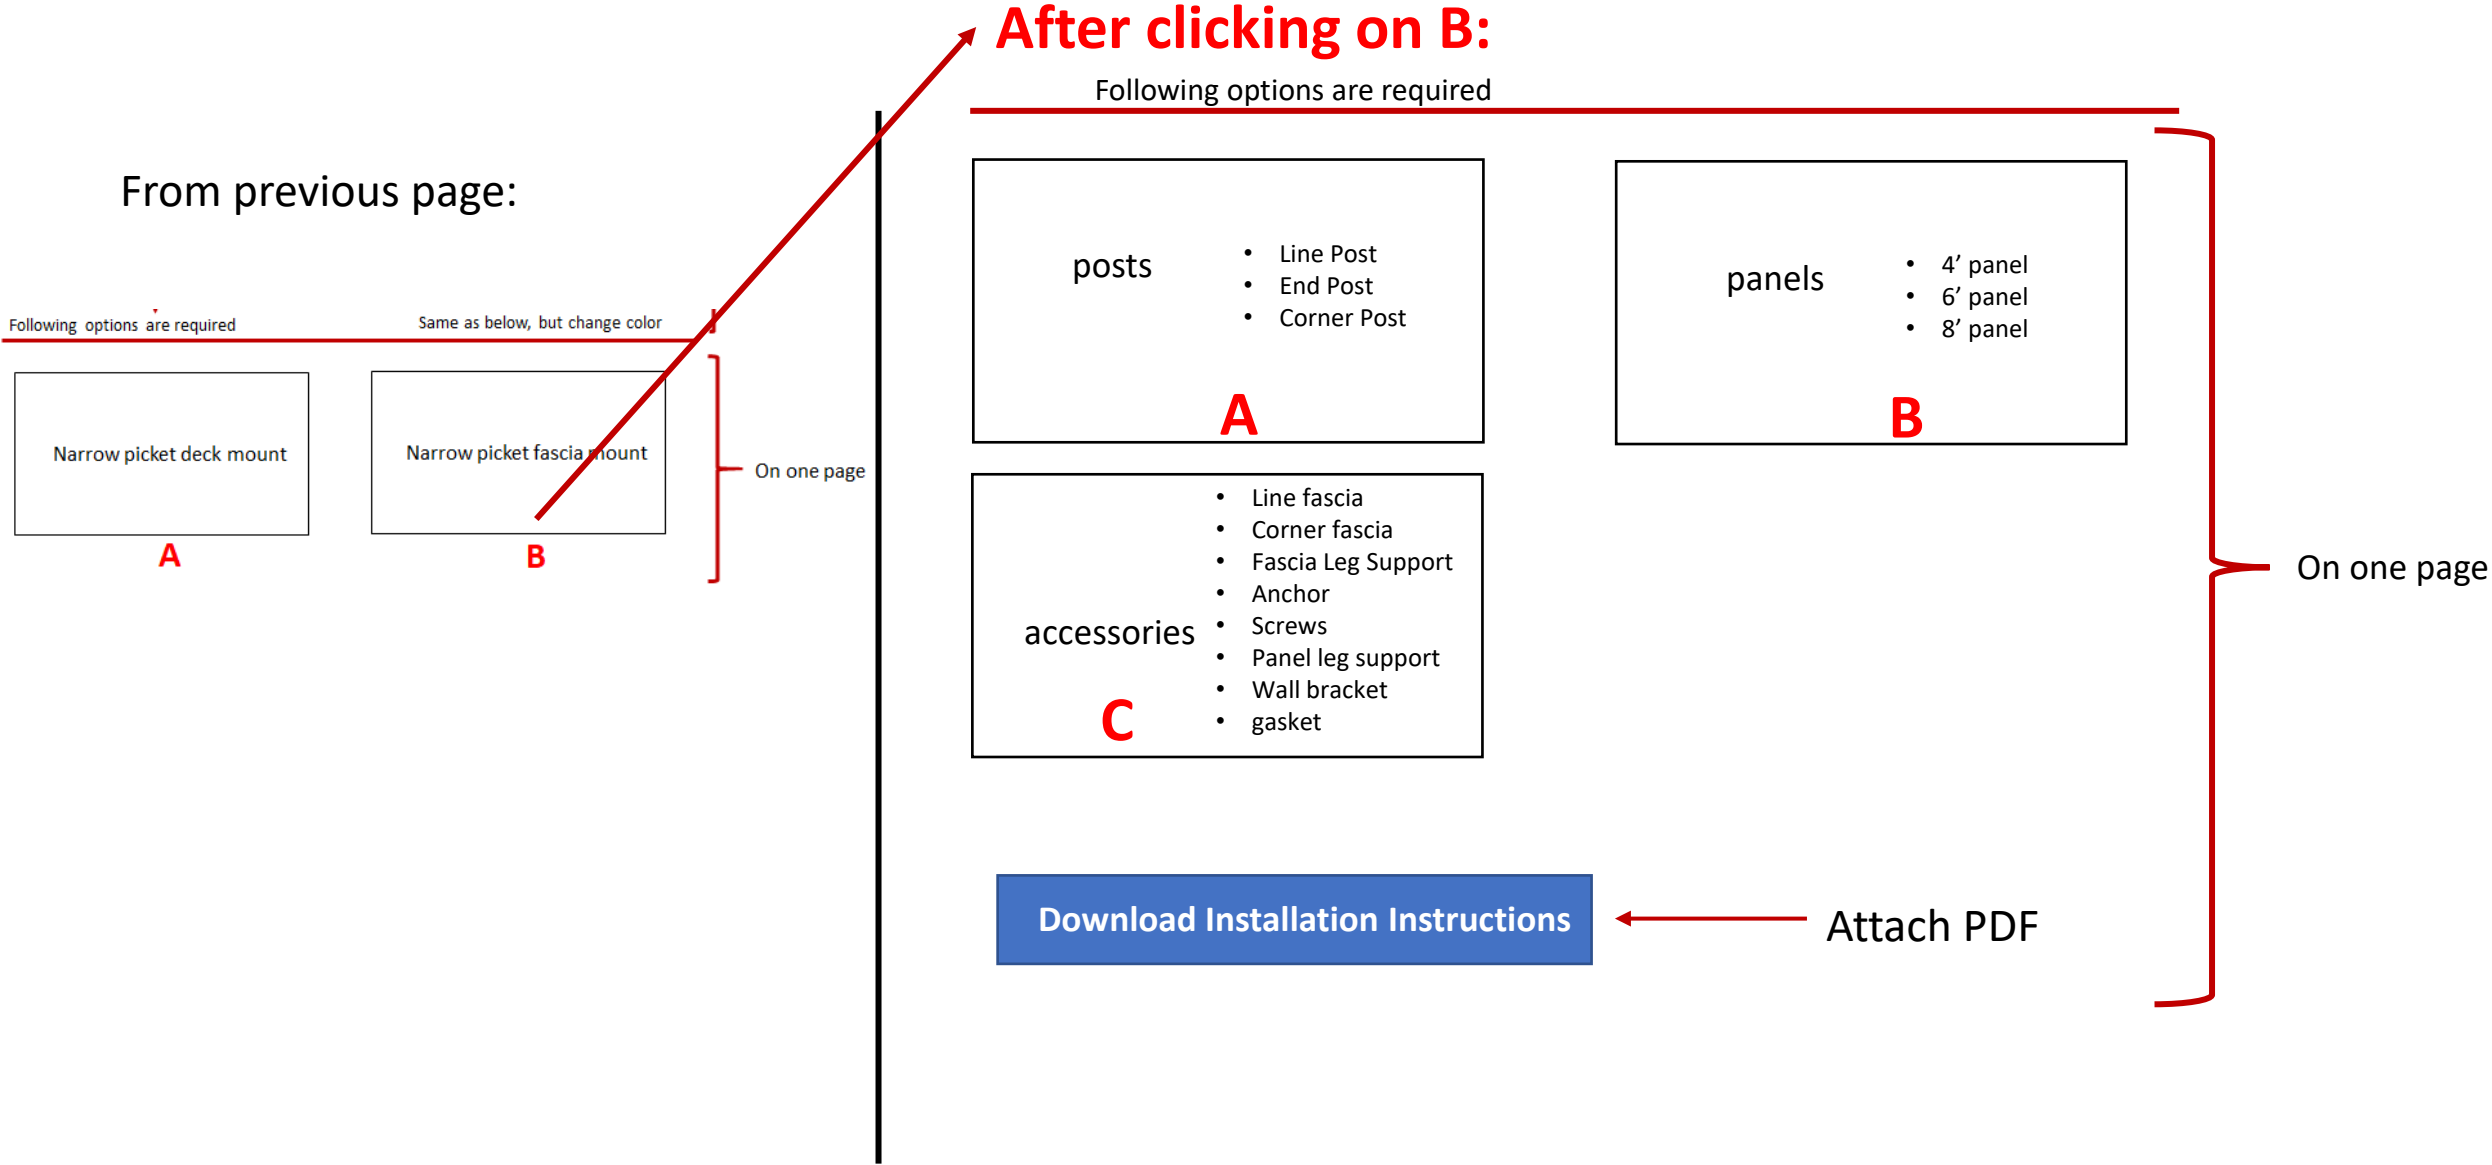 After clicking on B:
Following options are required
From previous page:
Following options are required
Same as below, but change color
Narrow picket deck mount
A
Narrow picket fascia mount
B
On one page
posts
• Line Post
• End Post
• Corner Post
A
panels
• 4’ panel
• 6’ panel
• 8’ panel
B
accessories
• Line fascia
• Corner fascia
• Fascia Leg Support
• Anchor
• Screws
• Panel leg support
• Wall bracket
• gasket
C
On one page
Download Installation Instructions
Attach PDF